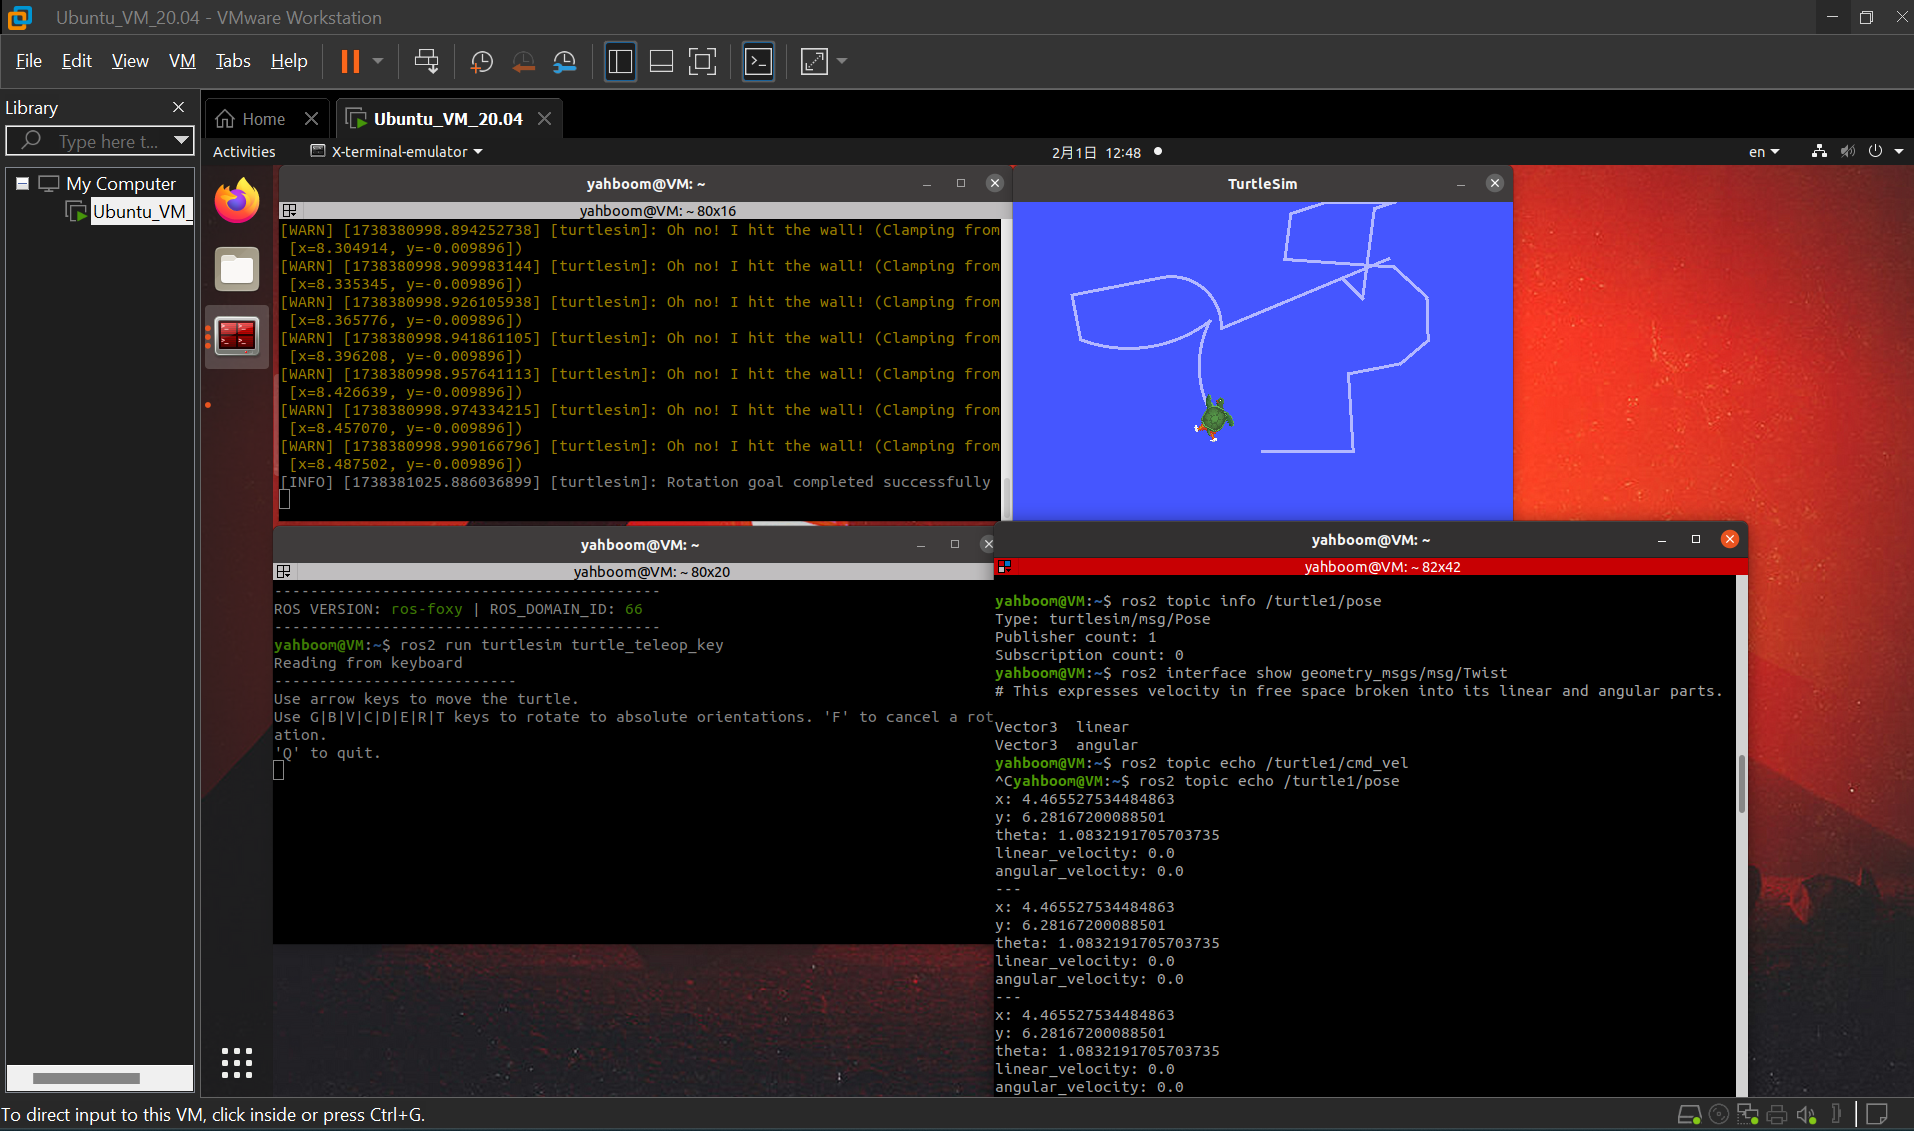 Ubuntu_VM_20.04 - VMware Workstation
File Edit View VM Tabs Help
Library
Home
Ubuntu_VM_20.04
Type here t...
My Computer
Ubuntu_VM_
Activities
X-terminal-emulator
2月1日 12:48
en
yahboom@VM: ~
yahboom@VM: ~ 80x16
[WARN] [1738380998.894252738] [turtlesim]: Oh no! I hit the wall! (Clamping from
[x=8.304914, y=-0.009896])
[WARN] [1738380998.909983144] [turtlesim]: Oh no! I hit the wall! (Clamping from
[x=8.335345, y=-0.009896])
[WARN] [1738380998.926105938] [turtlesim]: Oh no! I hit the wall! (Clamping from
[x=8.365776, y=-0.009896])
[WARN] [1738380998.941861105] [turtlesim]: Oh no! I hit the wall! (Clamping from
[x=8.396208, y=-0.009896])
[WARN] [1738380998.957641113] [turtlesim]: Oh no! I hit the wall! (Clamping from
[x=8.426639, y=-0.009896])
[WARN] [1738380998.974334215] [turtlesim]: Oh no! I hit the wall! (Clamping from
[x=8.457070, y=-0.009896])
[WARN] [1738380998.990166796] [turtlesim]: Oh no! I hit the wall! (Clamping from
[x=8.487502, y=-0.009896])
[INFO] [1738381025.886036899] [turtlesim]: Rotation goal completed successfully
TurtleSim
yahboom@VM: ~
yahboom@VM: ~ 80x20
-------------------------------------------
ROS VERSION: ros-foxy | ROS_DOMAIN_ID: 66
-------------------------------------------
yahboom@VM:~$ ros2 run turtlesim turtle_teleop_key
Reading from keyboard
---------------------------
Use arrow keys to move the turtle.
Use G|B|V|C|D|E|R|T keys to rotate to absolute orientations. 'F' to cancel a rot
ation.
'Q' to quit.
yahboom@VM: ~
yahboom@VM: ~ 82x42
yahboom@VM:~$ ros2 topic info /turtle1/pose
Type: turtlesim/msg/Pose
Publisher count: 1
Subscription count: 0
yahboom@VM:~$ ros2 interface show geometry_msgs/msg/Twist
# This expresses velocity in free space broken into its linear and angular parts.
Vector3  linear
Vector3  angular
yahboom@VM:~$ ros2 topic echo /turtle1/cmd_vel
^Cyahboom@VM:~$ ros2 topic echo /turtle1/pose
x: 4.465527534484863
y: 6.28167200088501
theta: 1.0832191705703735
linear_velocity: 0.0
angular_velocity: 0.0
---
x: 4.465527534484863
y: 6.28167200088501
theta: 1.0832191705703735
linear_velocity: 0.0
angular_velocity: 0.0
---
x: 4.465527534484863
y: 6.28167200088501
theta: 1.0832191705703735
linear_velocity: 0.0
angular_velocity: 0.0
To direct input to this VM, click inside or press Ctrl+G.